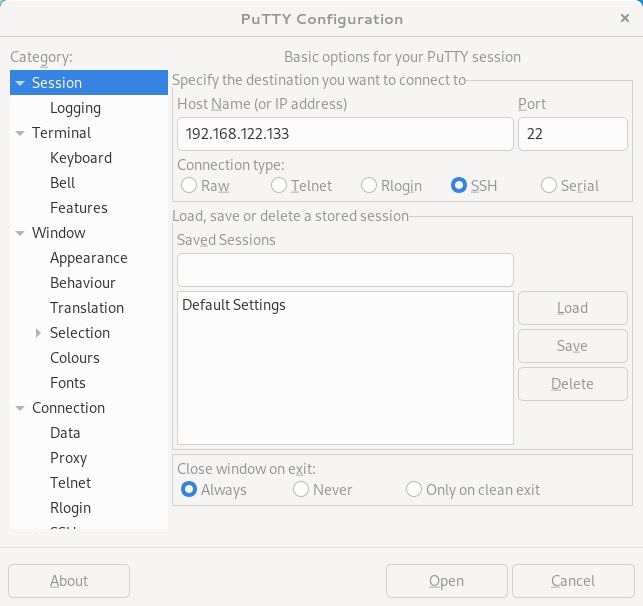 PuTTY Configuration
Category:
Session
Logging
Terminal
Keyboard
Bell
Features
Window
Appearance
Behaviour
Translation
Selection
Colours
Fonts
Connection
Data
Proxy
Telnet
Rlogin
Basic options for your PuTTY session
Specify the destination you want to connect to
Host Name (or IP address) Port
192.168.122.133 22
Connection type:
Raw Telnet Rlogin SSH Serial
Load, save or delete a stored session
Saved Sessions
Default Settings
Load
Save
Delete
Close window on exit:
Always Never Only on clean exit
About Open Cancel